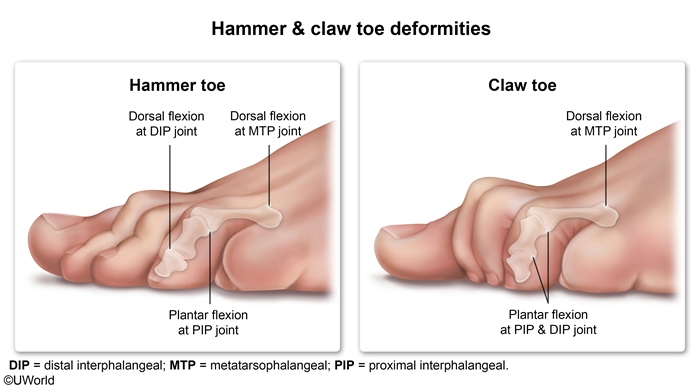 Hammer & claw toe deformities
Hammer toe
Dorsal flexion
at DIP joint
Dorsal flexion
at MTP joint
Plantar flexion
at PIP joint
Claw toe
Dorsal flexion
at MTP joint
Plantar flexion
at PIP & DIP joint
DIP = distal interphalangeal; MTP = metatarsophalangeal; PIP = proximal interphalangeal.
©UWorld